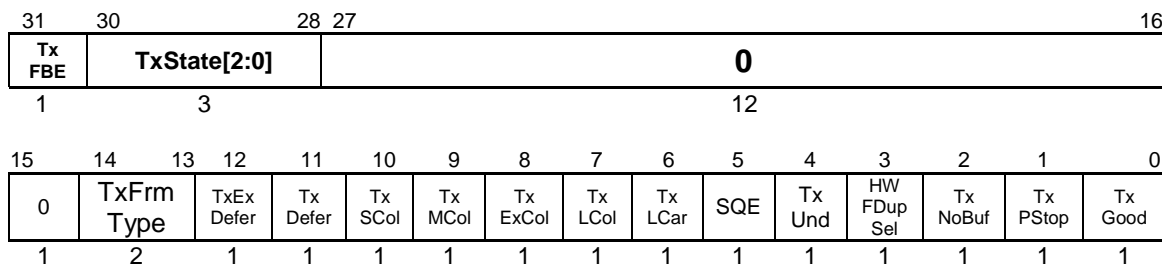 31 30 28 27 16
Tx FBE TxState[2:0] 0
1 3 12
15 14 13 12 11 10 9 8 7 6 5 4 3 2 1 0
0 TxFrm Type TxEx Defer Tx Defer Tx SCol Tx MCol Tx ExCol Tx LCol Tx LCar SQE Tx Und HW FDup Sel Tx NoBuf Tx PStop Tx Good
1 2 1 1 1 1 1 1 1 1 1 1 1 1 1